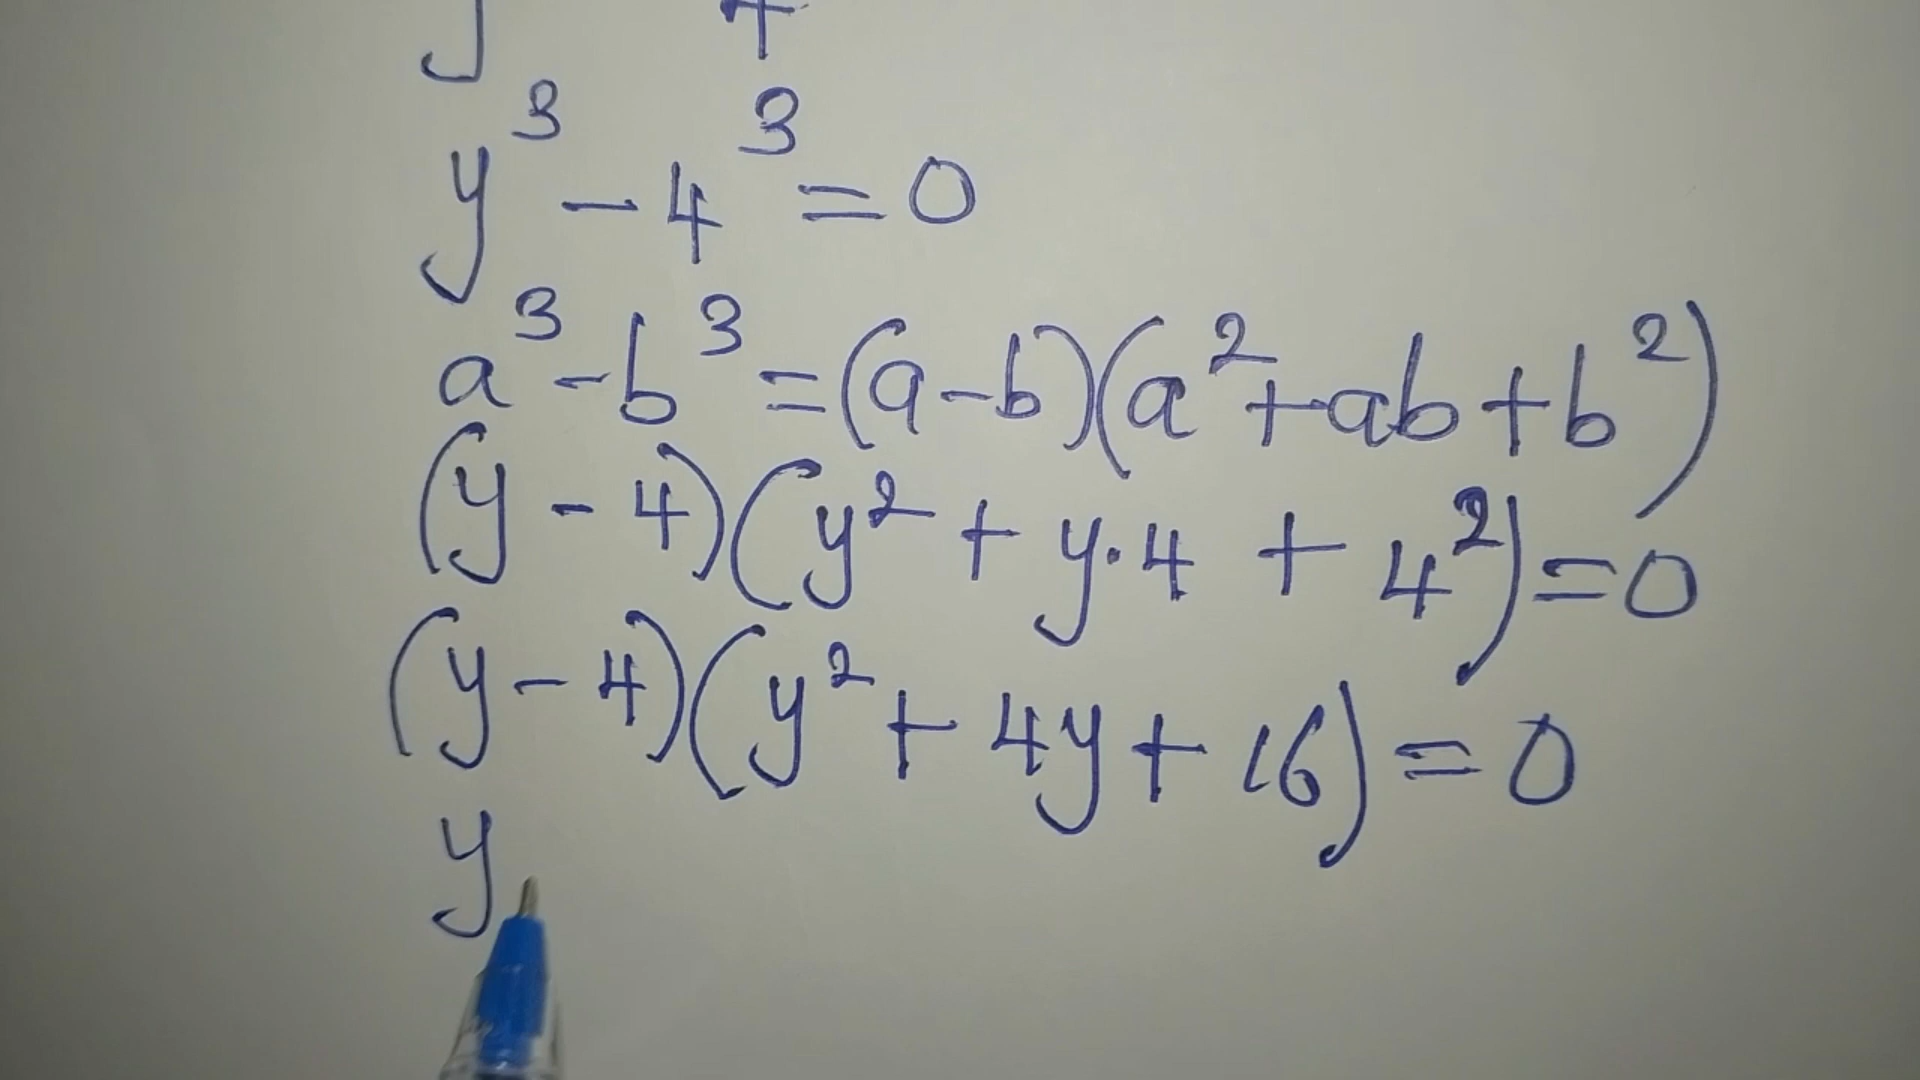 y³ - 4³ = 0
a³ - b³ = (a - b)(a² + ab + b²)
(y - 4)(y² + y·4 + 4²) = 0
(y - 4)(y² + 4y + 16) = 0
y